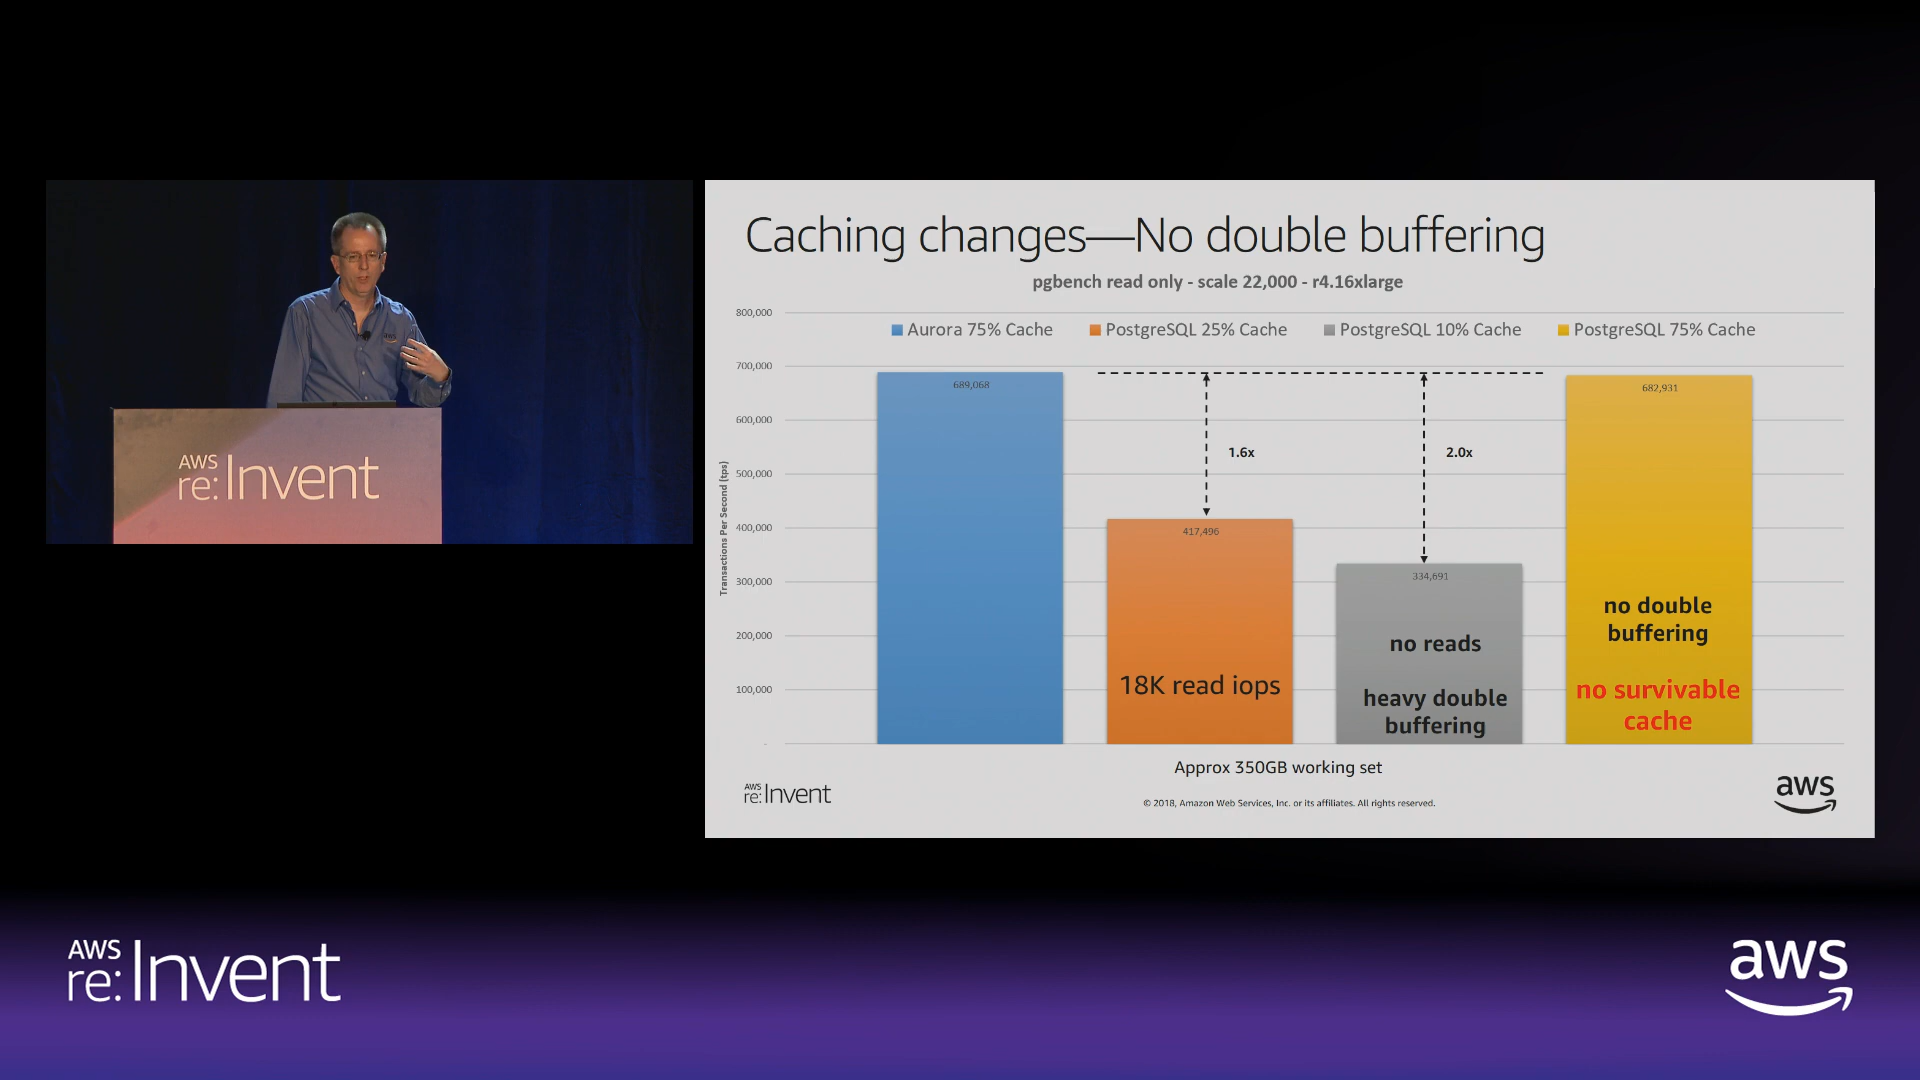 Caching changes—No double buffering
pgbench read only - scale 22,000 - r4.16xlarge
800,000
Aurora 75% Cache
PostgreSQL 25% Cache
PostgreSQL 10% Cache
PostgreSQL 75% Cache
700,000
600,000
500,000
400,000
300,000
200,000
100,000
-
Transactions Per Second (tps)
689,068
417,496
334,691
682,931
1.6x
2.0x
18K read iops
no reads
heavy double
buffering
no double
buffering
no survivable
cache
Approx 350GB working set
AWS
re:Invent
© 2018, Amazon Web Services, Inc. or its affiliates. All rights reserved.
aws
aws
AWS
re:Invent
AWS
re:Invent
aws